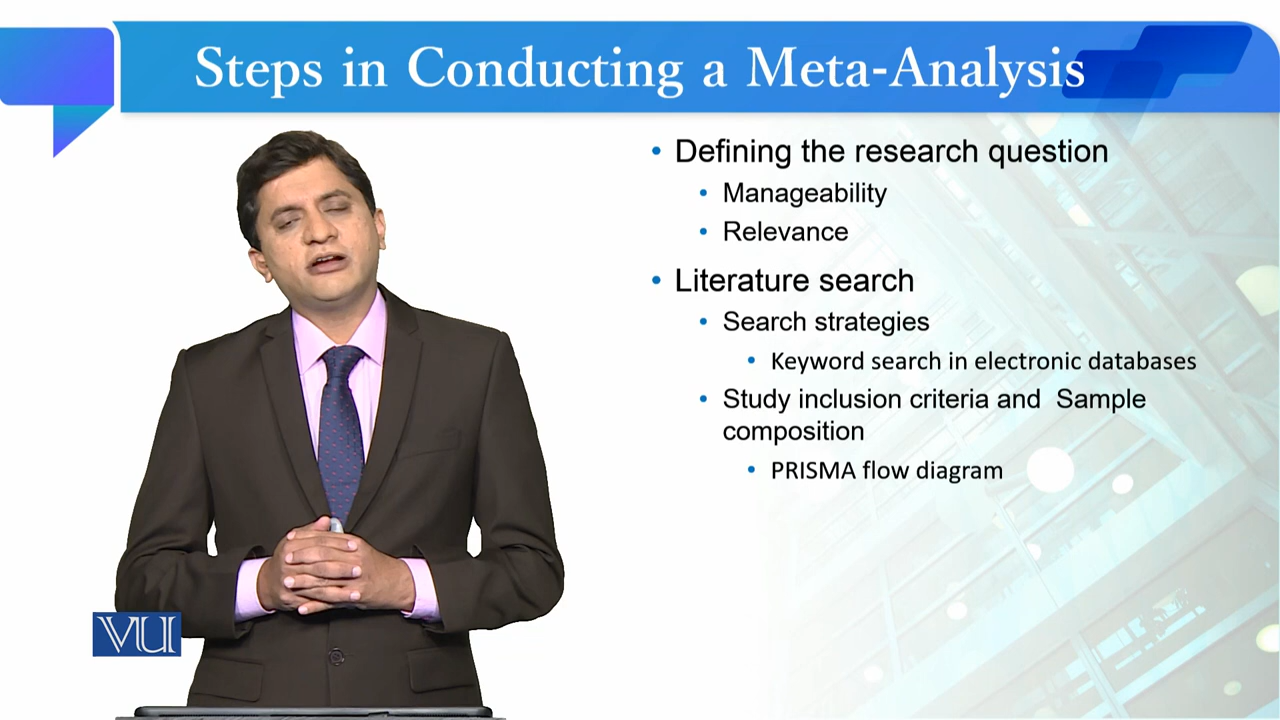 Steps in Conducting a Meta-Analysis
Defining the research question
Manageability
Relevance
Literature search
Search strategies
Keyword search in electronic databases
Study inclusion criteria and Sample
composition
PRISMA flow diagram
VU